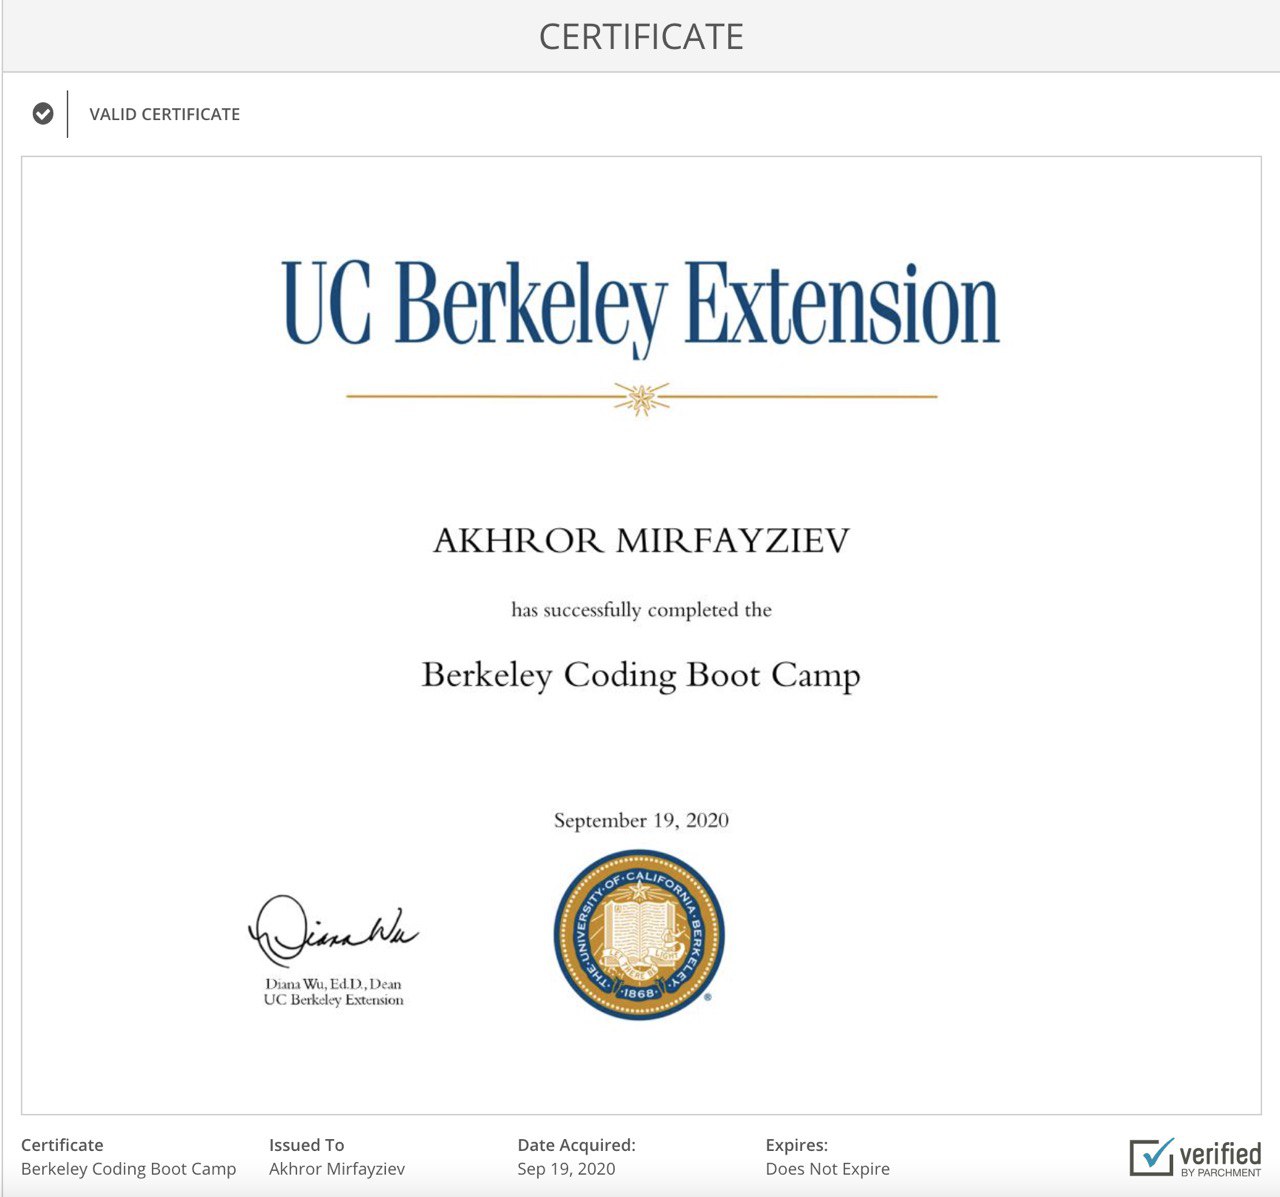 CERTIFICATE
VALID CERTIFICATE
UC Berkeley Extension
AKHROR MIRFAYZIEV
has successfully completed the
Berkeley Coding Boot Camp
September 19, 2020
THE·UNIVERSITY·OF·CALIFORNIA·BERKELEY·
LET THERE BE LIGHT
·1868·
®
Diana Wu
Diana Wu, Ed.D., Dean
UC Berkeley Extension
Certificate
Berkeley Coding Boot Camp
Issued To
Akhror Mirfayziev
Date Acquired:
Sep 19, 2020
Expires:
Does Not Expire
verified
BY PARCHMENT